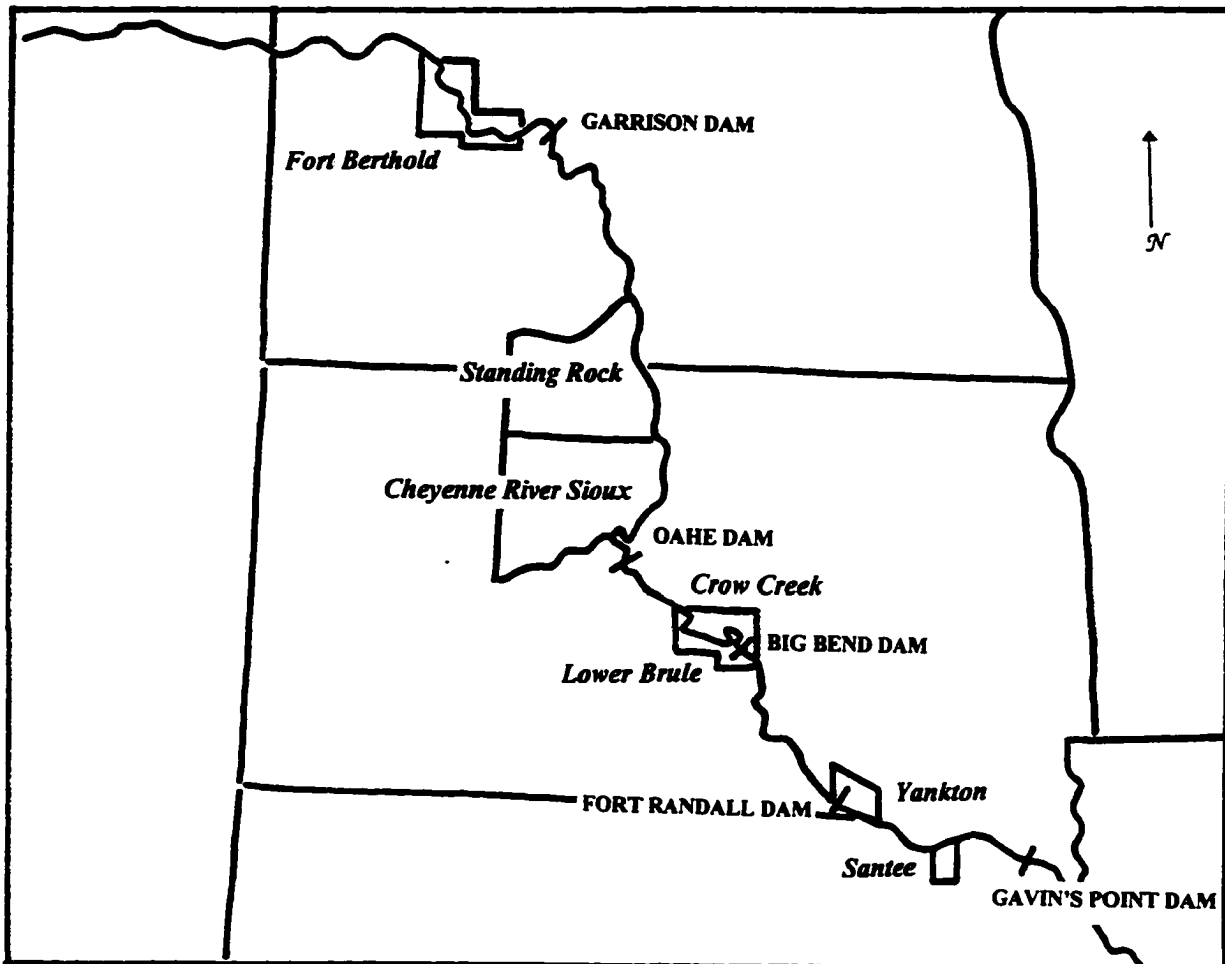 GARRISON DAM
Fort Berthold
N
Standing Rock
Cheyenne River Sioux
OAHE DAM
Crow Creek
BIG BEND DAM
Lower Brule
FORT RANDALL DAM
Yankton
Santee
GAVIN'S POINT DAM